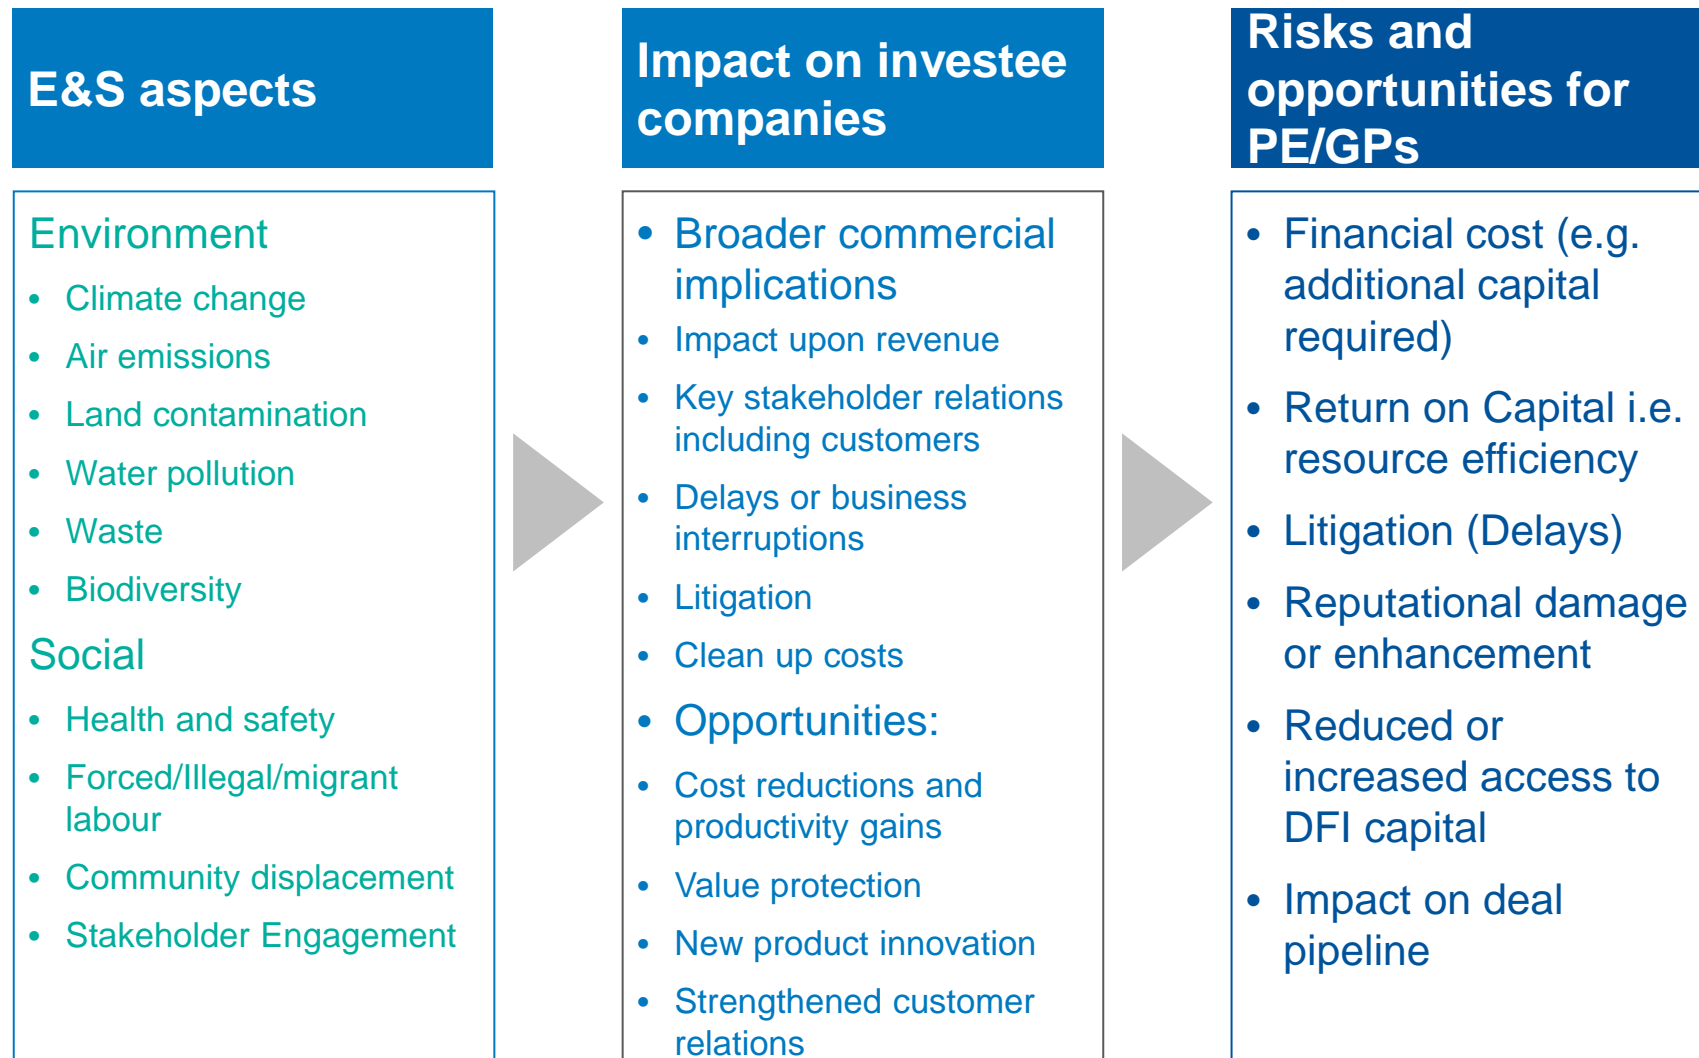 E&S aspects
Environment
• Climate change
• Air emissions
• Land contamination
• Water pollution
• Waste
• Biodiversity
Social
• Health and safety
• Forced/Illegal/migrant
labour
• Community displacement
• Stakeholder Engagement
Impact on investee
companies
• Broader commercial
implications
• Impact upon revenue
• Key stakeholder relations
including customers
• Delays or business
interruptions
• Litigation
• Clean up costs
• Opportunities:
• Cost reductions and
productivity gains
• Value protection
• New product innovation
• Strengthened customer
relations
Risks and
opportunities for
PE/GPs
• Financial cost (e.g.
additional capital
required)
• Return on Capital i.e.
resource efficiency
• Litigation (Delays)
• Reputational damage
or enhancement
• Reduced or
increased access to
DFI capital
• Impact on deal
pipeline